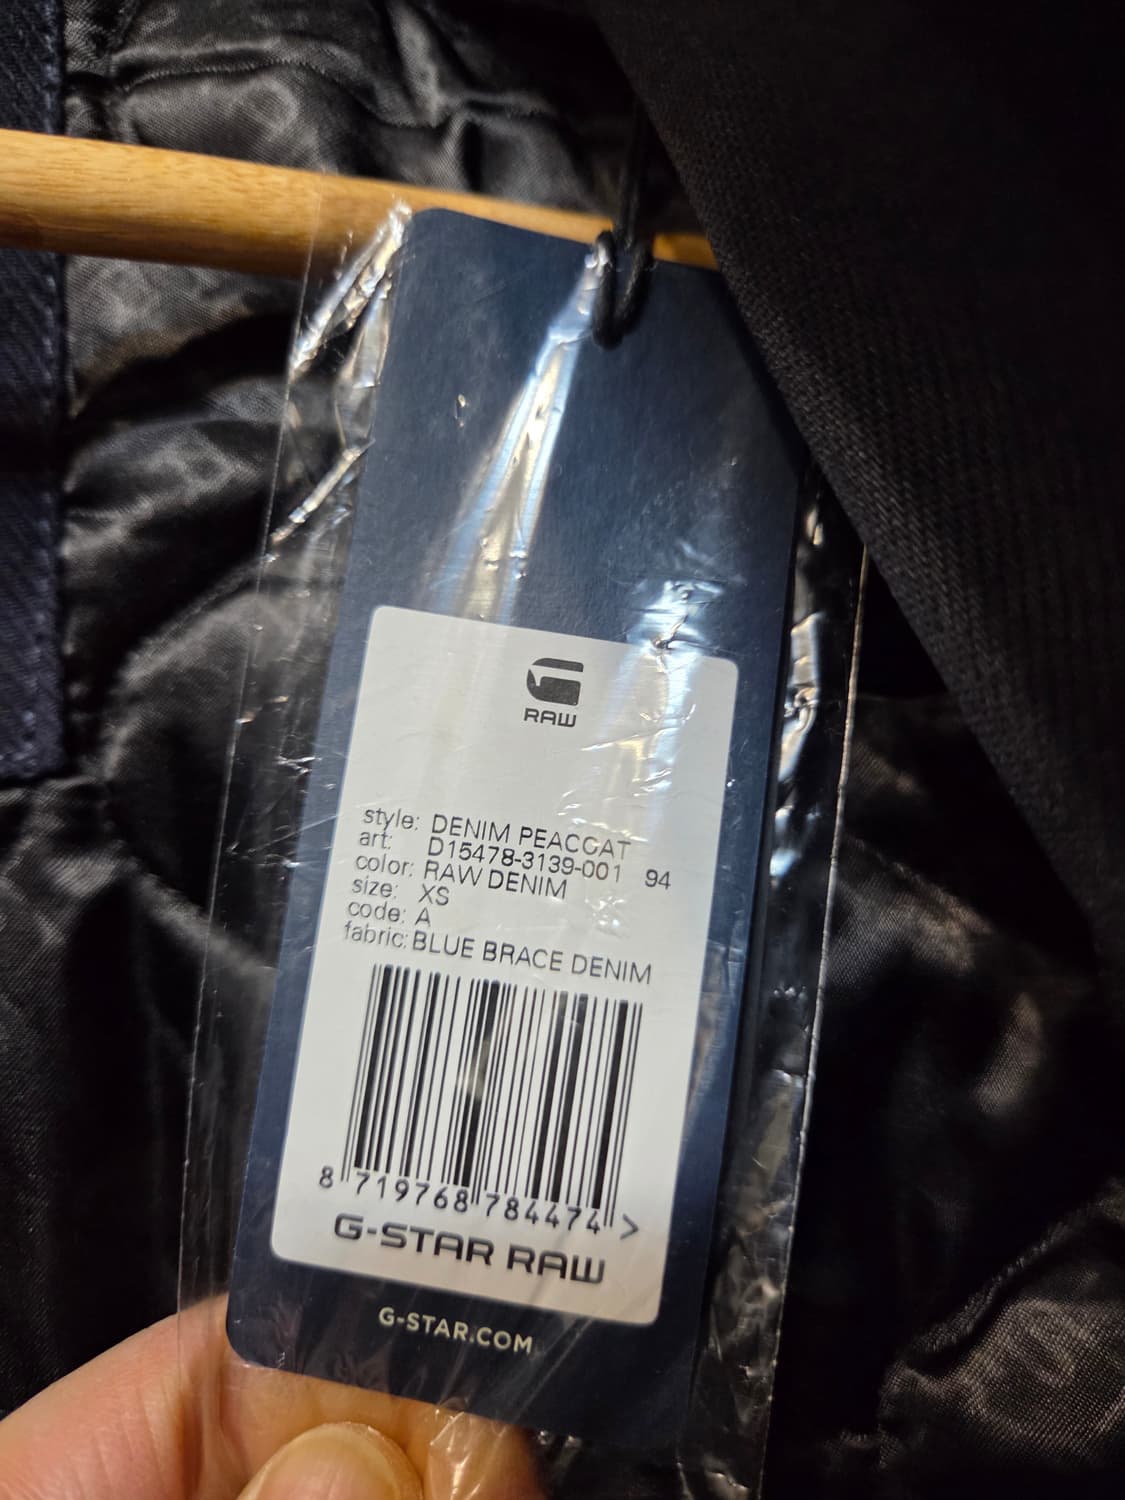 RAW
style: DENIM PEACOAT
art: D15478-3139-001 94
color: RAW DENIM
size: XS
code: A
fabric: BLUE BRACE DENIM
8 719768 784474 >
G-STAR RAW
G-STAR.COM